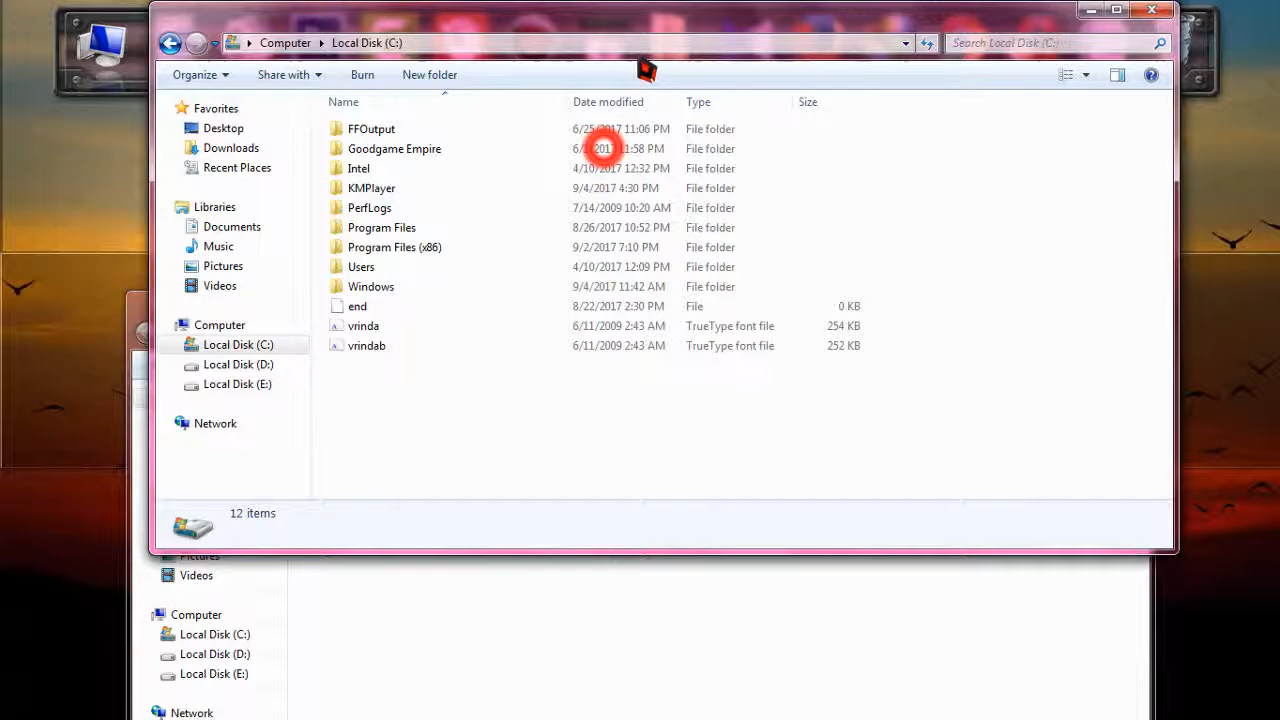 Computer Local Disk (C:) Search Local Disk (C:)
Organize Share with Burn New folder
Name Date modified Type Size
Favorites
Desktop
Downloads
Recent Places
Libraries
Documents
Music
Pictures
Videos
Computer
Local Disk (C:)
Local Disk (D:)
Local Disk (E:)
Network
FFOutput 6/25/2017 11:06 PM File folder
Goodgame Empire 11:58 PM File folder
Intel 4/10/2017 12:32 PM File folder
KMPlayer 9/4/2017 4:30 PM File folder
PerfLogs 7/14/2009 10:20 AM File folder
Program Files 8/26/2017 10:52 PM File folder
Program Files (x86) 9/2/2017 7:10 PM File folder
Users 4/10/2017 12:09 PM File folder
Windows 9/4/2017 11:42 AM File folder
end 8/22/2017 2:30 PM File 0 KB
vrinda 6/11/2009 2:43 AM TrueType font file 254 KB
vrindab 6/11/2009 2:43 AM TrueType font file 252 KB
12 items
Pictures
Videos
Computer
Local Disk (C:)
Local Disk (D:)
Local Disk (E:)
Network